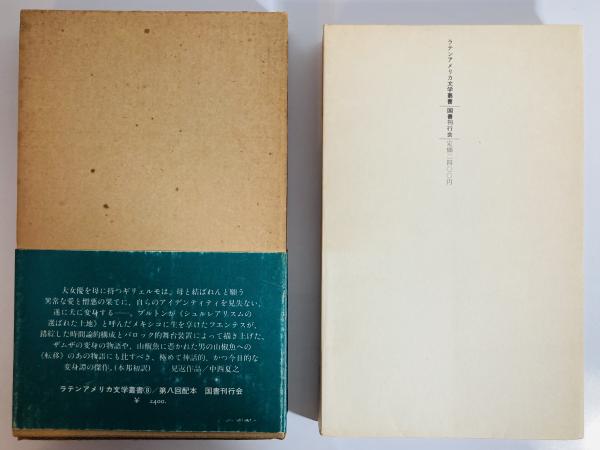 大女優を母に持つギリェルモは、母と結ばれんと願う
異常な愛と憎悪の果てに、自らのアイデンティティを見失ない、
遂に犬に変身する——。ブルトンが《シュルレアリスムの
選ばれた土地》と呼んだメキシコに生を享けたフエンテスが、
錯綜した時間論的構成とバロック的舞台装置によって描き上げた、
ザムザの変身の物語や、山椒魚に憑かれた男の山椒魚への
《転移》のあの物語にも比すべき、極めて神話的、かつ今日的な
変身譚の傑作。（本邦初訳） 見返作品／中西夏之
ラテンアメリカ文学叢書⑧／第八回配本 国書刊行会
¥ 2400.
ラテンアメリカ文学叢書 国書刊行会 定価二四〇〇円